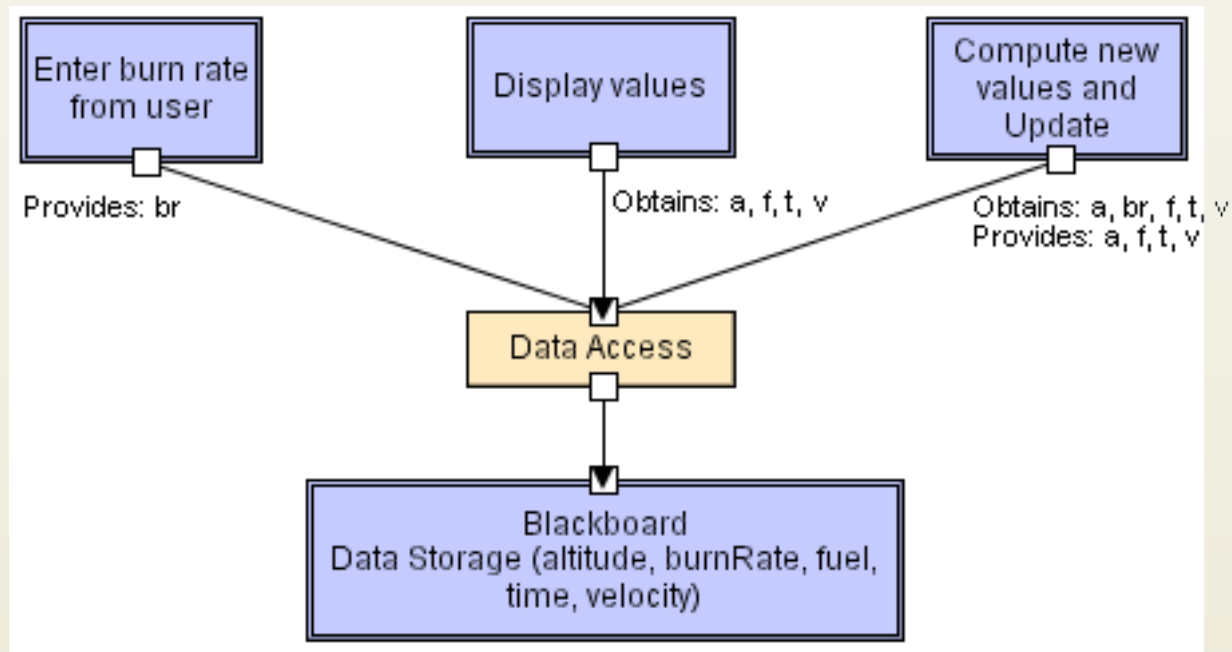 Enter burn rate
from user
Display values
Compute new
values and
Update
Provides: br
Obtains: a, f, t, v
Obtains: a, br, f, t, v
Provides: a, f, t, v
Data Access
Blackboard
Data Storage (altitude, burnRate, fuel,
time, velocity)